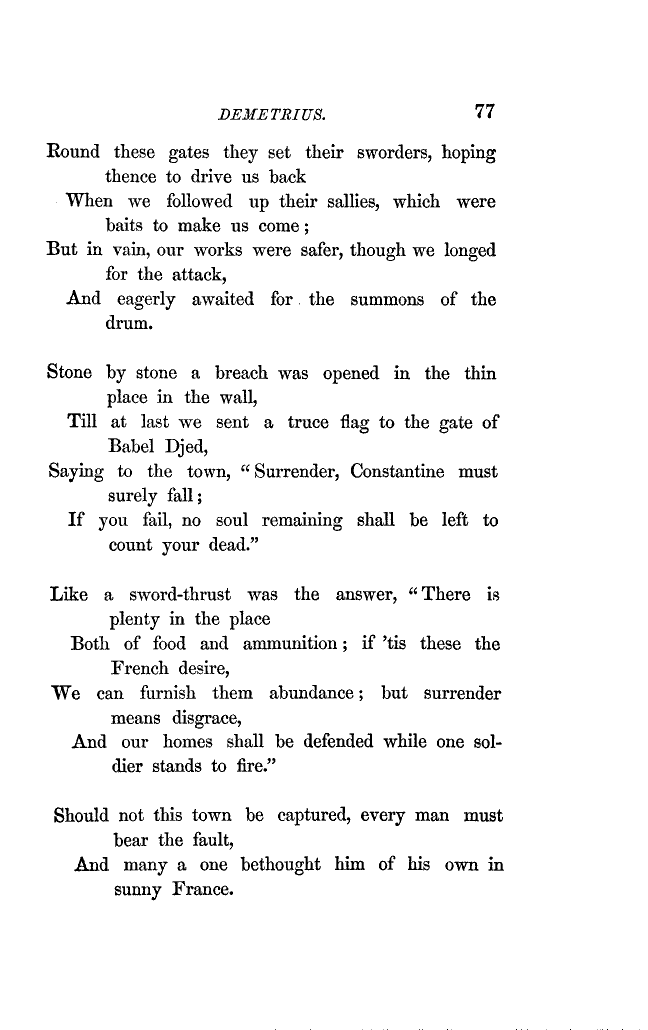 DEMETRIUS. 77
Round these gates they set their sworders, hoping
thence to drive us back
When we followed up their sallies, which were
baits to make us come;
But in vain, our works were safer, though we longed
for the attack,
And eagerly awaited for the summons of the
drum.
Stone by stone a breach was opened in the thin
place in the wall,
Till at last we sent a truce flag to the gate of
Babel Djed,
Saying to the town, "Surrender, Constantine must
surely fall;
If you fail, no soul remaining shall be left to
count your dead."
Like a sword-thrust was the answer, "There is
plenty in the place
Both of food and ammunition; if 'tis these the
French desire,
We can furnish them abundance; but surrender
means disgrace,
And our homes shall be defended while one sol-
dier stands to fire."
Should not this town be captured, every man must
bear the fault,
And many a one bethought him of his own in
sunny France.